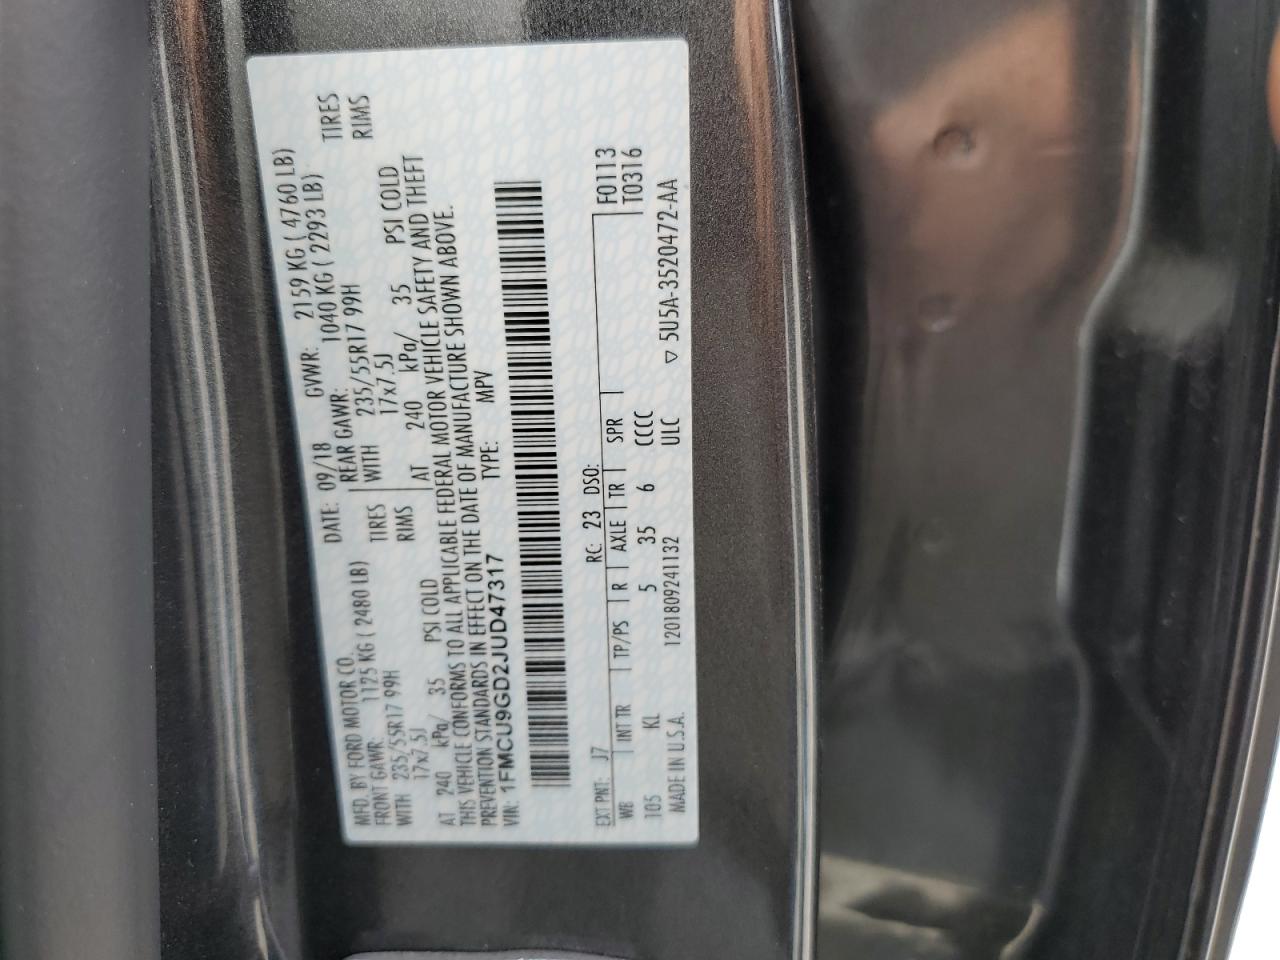 MFD. BY FORD MOTOR CO. DATE: 09/18 GVWR: 2159 KG ( 4760 LB)
FRONT GAWR: 1125 KG ( 2480 LB) REAR GAWR: 1040 KG ( 2293 LB)
WITH 235/55R17 99H TIRES WITH 235/55R17 99H TIRES
17x7.5J RIMS 17x7.5J RIMS
AT 240 kPa/ 35 PSI COLD AT 240 kPa/ 35 PSI COLD
THIS VEHICLE CONFORMS TO ALL APPLICABLE FEDERAL MOTOR VEHICLE SAFETY AND THEFT
PREVENTION STANDARDS IN EFFECT ON THE DATE OF MANUFACTURE SHOWN ABOVE.
VIN: 1FMCU9GD2JUD47317 TYPE: MPV
EXT PNT: J7 RC: 23 DSO: F0113
WB INT TR TP/PS R AXLE TR SPR T0316
105 KL 5 35 6 CCCC
MADE IN U.S.A. 1201809241132 ULC ▽ 5U5A-3520472-AA